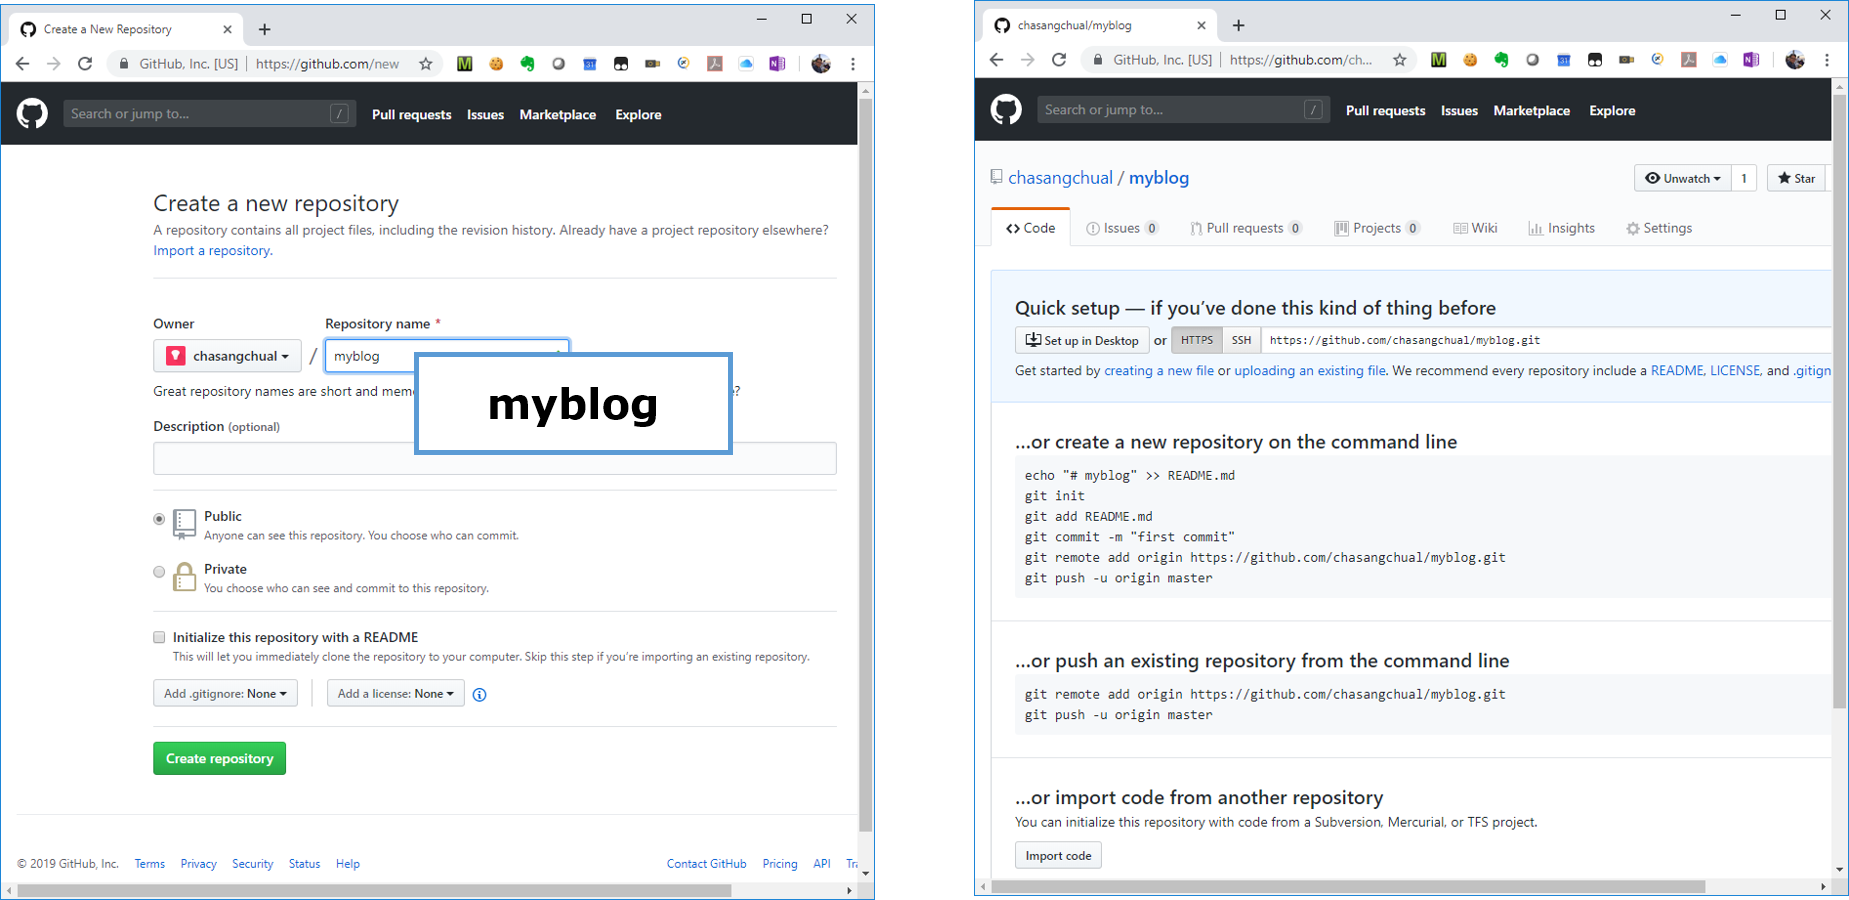 Create a New Repository
GitHub, Inc. [US] | https://github.com/new
Search or jump to... /
Pull requests Issues Marketplace Explore
Create a new repository
A repository contains all project files, including the revision history. Already have a project repository elsewhere?
Import a repository.
Owner Repository name *
chasangchual / myblog
Great repository names are short and ?
myblog
Description (optional)
Public
Anyone can see this repository. You choose who can commit.
Private
You choose who can see and commit to this repository.
Initialize this repository with a README
This will let you immediately clone the repository to your computer. Skip this step if you're importing an existing repository.
Add .gitignore: None Add a license: None
Create repository
© 2019 GitHub, Inc. Terms Privacy Security Status Help Contact GitHub Pricing API
chasangchual/myblog
GitHub, Inc. [US] | https://github.com/ch...
Search or jump to... /
Pull requests Issues Marketplace Explore
chasangchual / myblog Unwatch 1 Star
Code Issues 0 Pull requests 0 Projects 0 Wiki Insights Settings
Quick setup — if you've done this kind of thing before
Set up in Desktop or HTTPS SSH https://github.com/chasangchual/myblog.git
Get started by creating a new file or uploading an existing file. We recommend every repository include a README, LICENSE, and .gitign
...or create a new repository on the command line
echo "# myblog" >> README.md
git init
git add README.md
git commit -m "first commit"
git remote add origin https://github.com/chasangchual/myblog.git
git push -u origin master
...or push an existing repository from the command line
git remote add origin https://github.com/chasangchual/myblog.git
git push -u origin master
...or import code from another repository
You can initialize this repository with code from a Subversion, Mercurial, or TFS project.
Import code